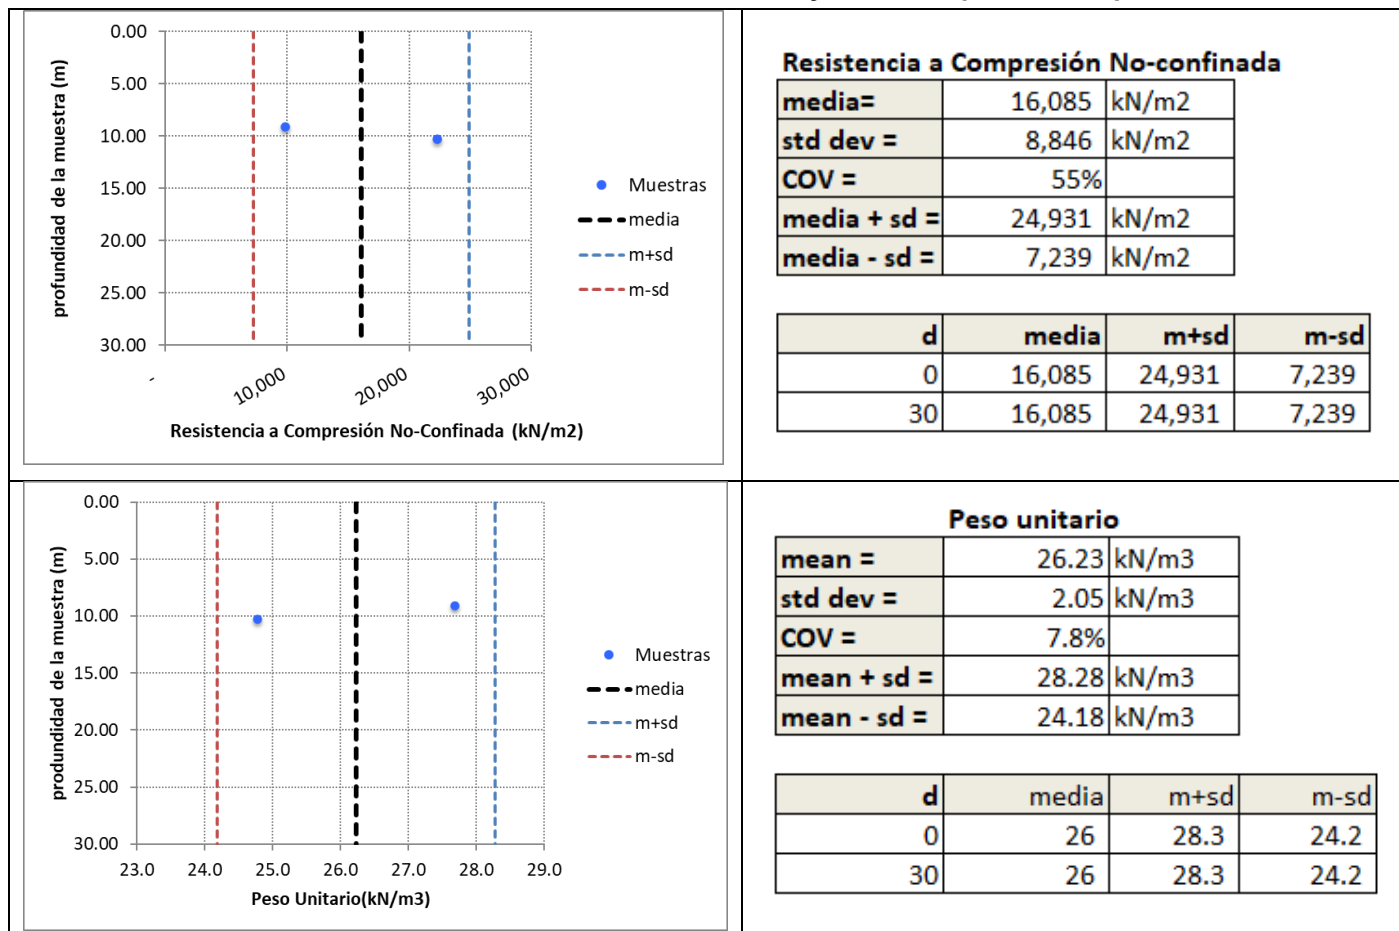 0.00
5.00
10.00
15.00
20.00
25.00
30.00
profundidad de la muestra (m)
-
10,000
20,000
30,000
Resistencia a Compresión No-Confinada (kN/m2)
Muestras
media
m+sd
m-sd
Resistencia a Compresión No-confinada
media= 16,085 kN/m2
std dev = 8,846 kN/m2
COV = 55%
media + sd = 24,931 kN/m2
media - sd = 7,239 kN/m2
d media m+sd m-sd
0 16,085 24,931 7,239
30 16,085 24,931 7,239
0.00
5.00
10.00
15.00
20.00
25.00
30.00
produndidad de la muestra (m)
23.0 24.0 25.0 26.0 27.0 28.0 29.0
Peso Unitario(kN/m3)
Muestras
media
m+sd
m-sd
Peso unitario
mean = 26.23 kN/m3
std dev = 2.05 kN/m3
COV = 7.8%
mean + sd = 28.28 kN/m3
mean - sd = 24.18 kN/m3
d media m+sd m-sd
0 26 28.3 24.2
30 26 28.3 24.2